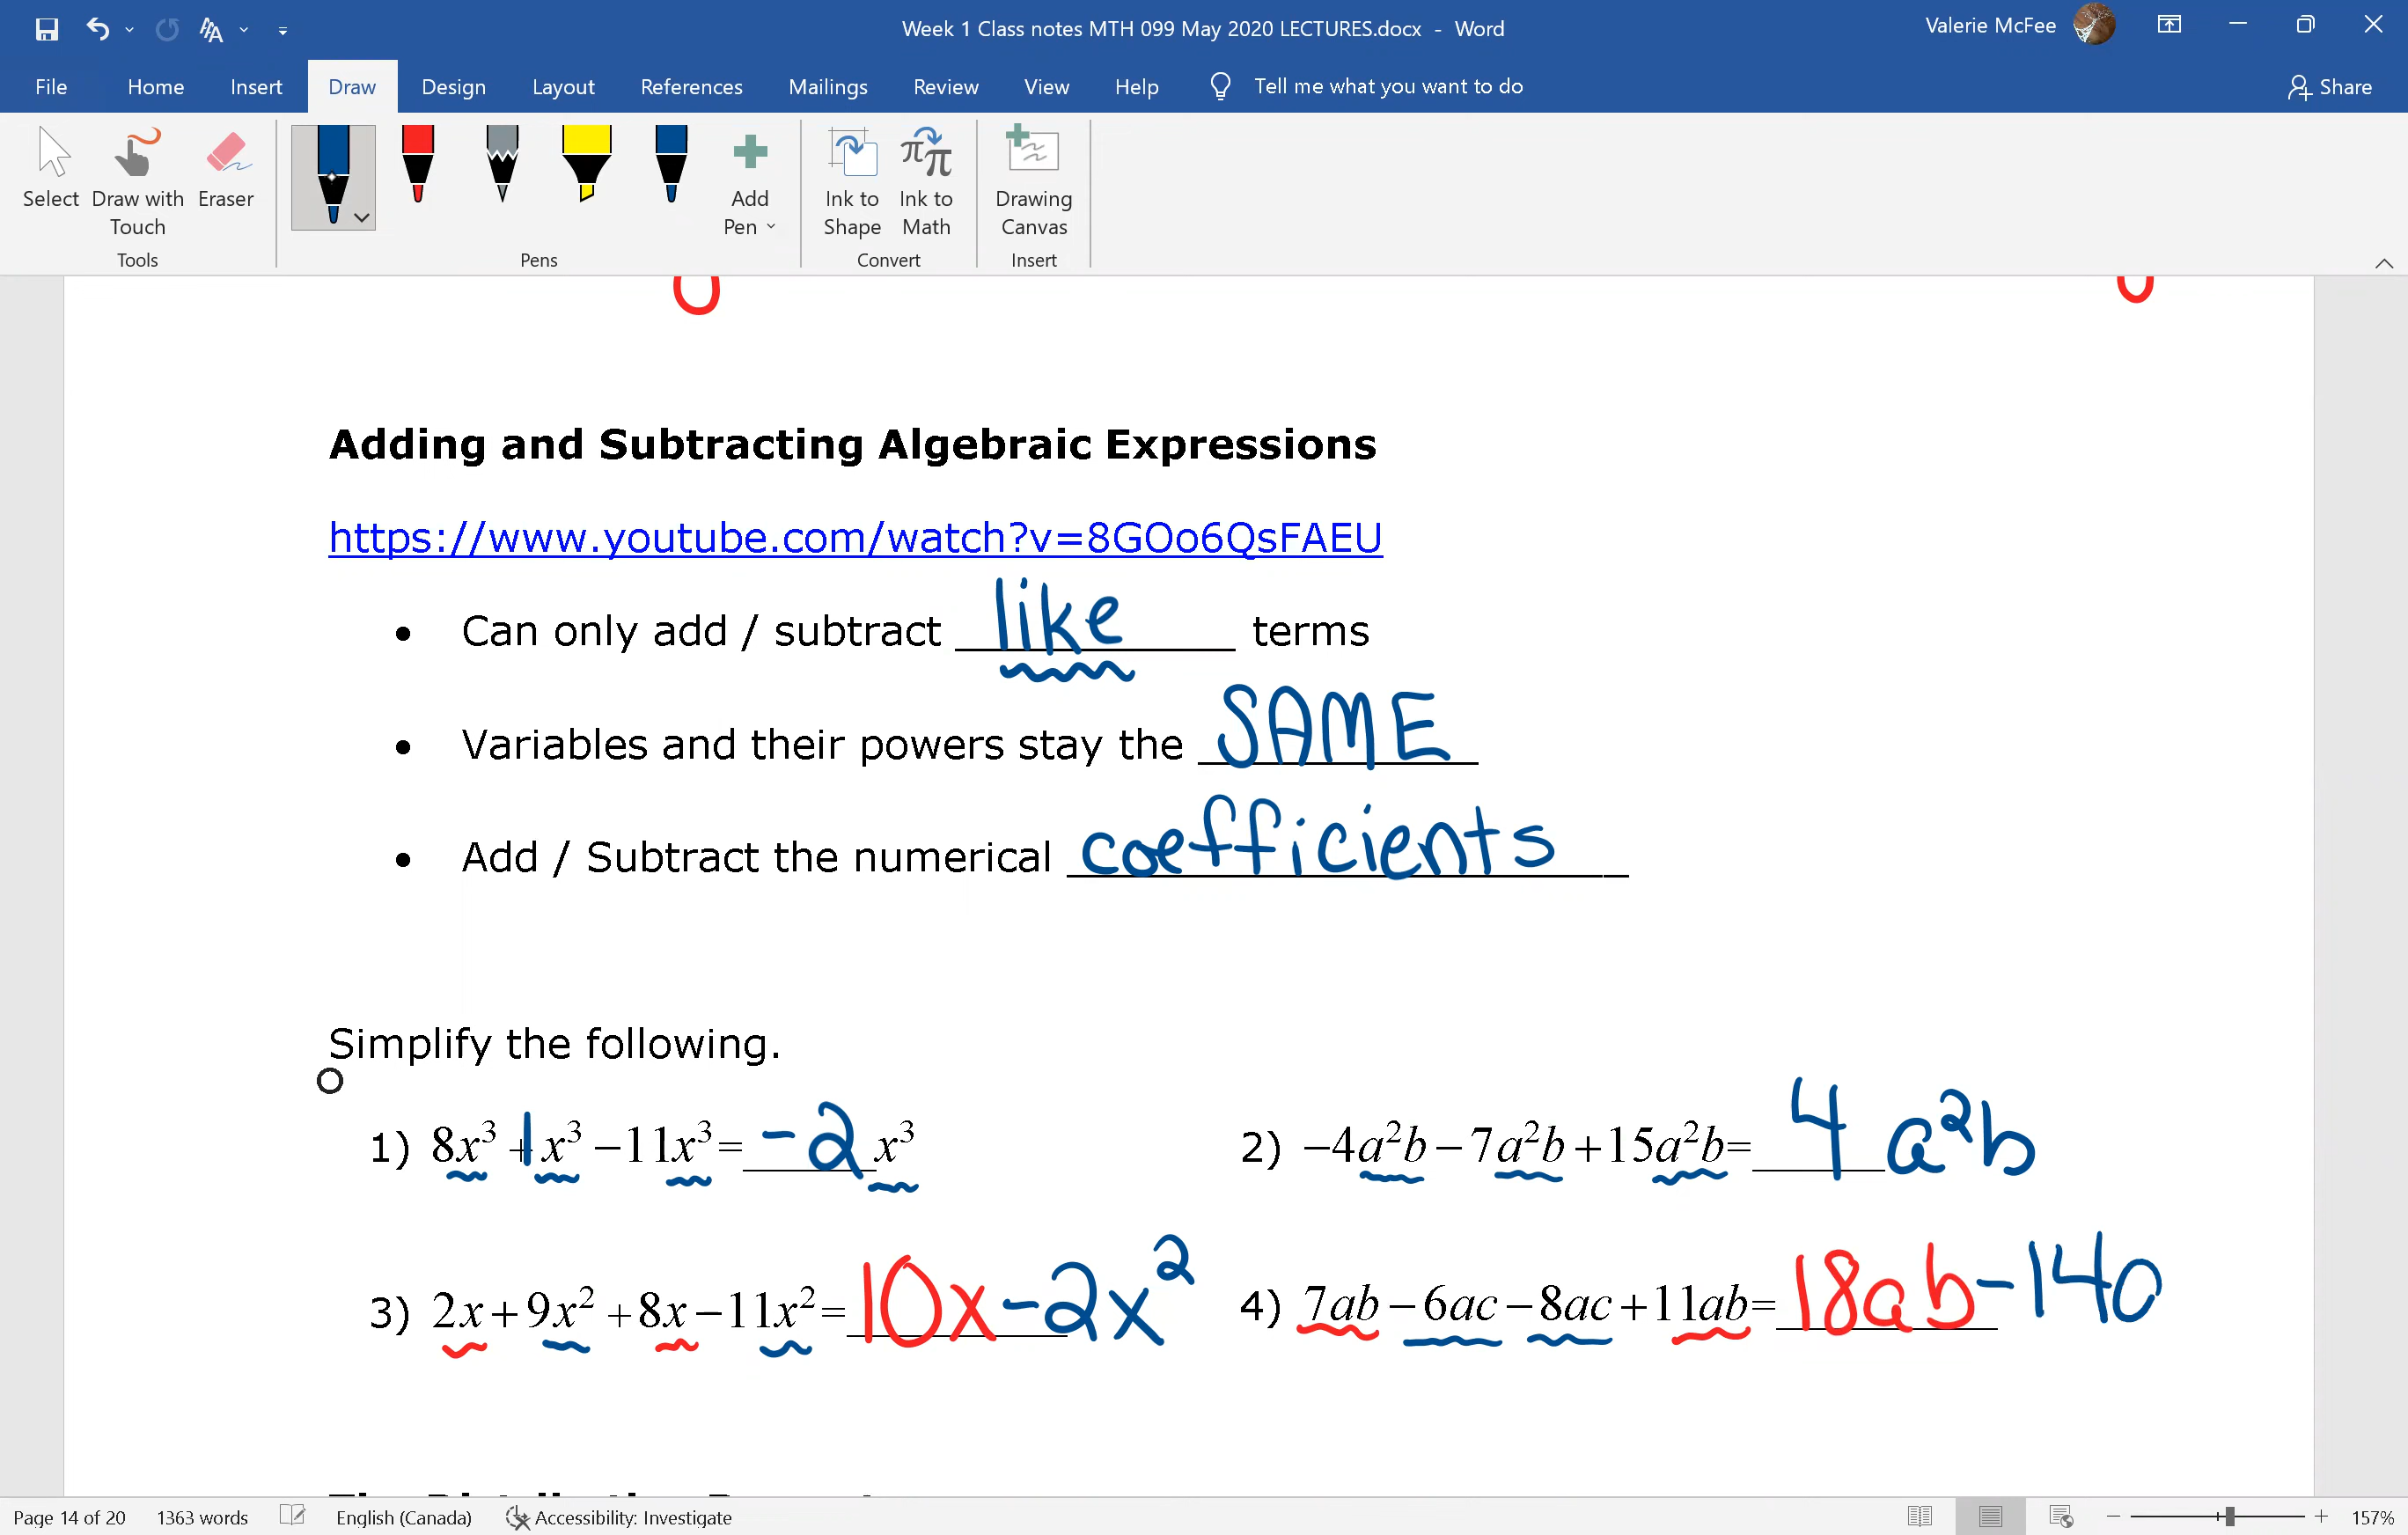 Week 1 Class notes MTH 099 May 2020 LECTURES.docx - Word
Valerie McFee
File Home Insert Draw Design Layout References Mailings Review View Help Tell me what you want to do Share
Select Draw with Touch Eraser Add Pen Ink to Shape Ink to Math Drawing Canvas
Tools Pens Convert Insert
Adding and Subtracting Algebraic Expressions
https://www.youtube.com/watch?v=8GOo6QsFAEU
• Can only add / subtract like terms
• Variables and their powers stay the SAME
• Add / Subtract the numerical coefficients
Simplify the following.
1) 8x³ + 1x³ − 11x³ = -2 x³
2) −4a²b − 7a²b + 15a²b = 4 a²b
3) 2x + 9x² + 8x − 11x² = 10x - 2x²
4) 7ab − 6ac − 8ac + 11ab = 18ab - 14
Page 14 of 20 1363 words English (Canada) Accessibility: Investigate 157%